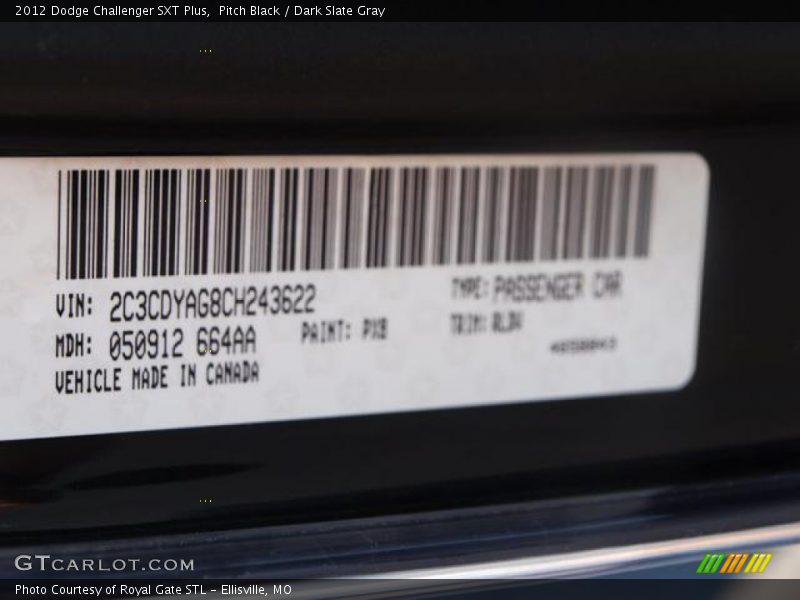 2012 Dodge Challenger SXT Plus, Pitch Black / Dark Slate Gray
VIN: 2C3CDYAG8CH243622
TYPE: PASSENGER CAR
MDH: 050912 664AA
PAINT: PX8
TRIM:
VEHICLE MADE IN CANADA
GTCARLOT.COM
Photo Courtesy of Royal Gate STL - Ellisville, MO